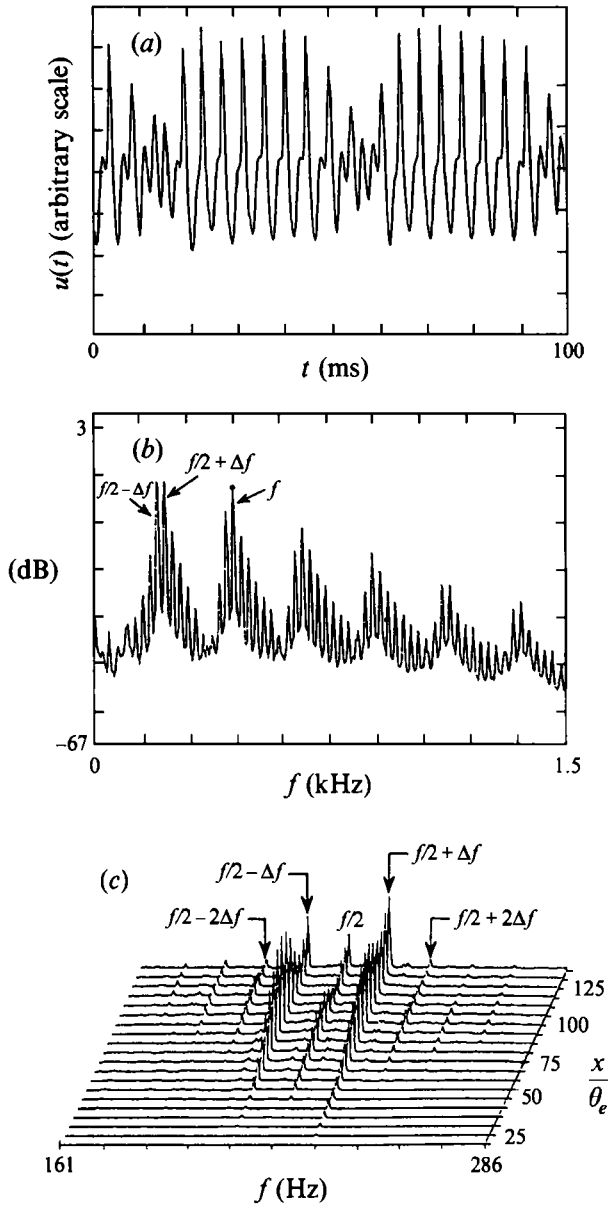 (a)
u(t) (arbitrary scale)
0
100
t (ms)
(b)
3
f/2 + Δf
f/2 − Δf
f
(dB)
−67
0
1.5
f (kHz)
(c)
f/2 + Δf
f/2 − Δf
f/2 − 2Δf
f/2
f/2 + 2Δf
125
100
75
50
25
x
θe
161
286
f (Hz)